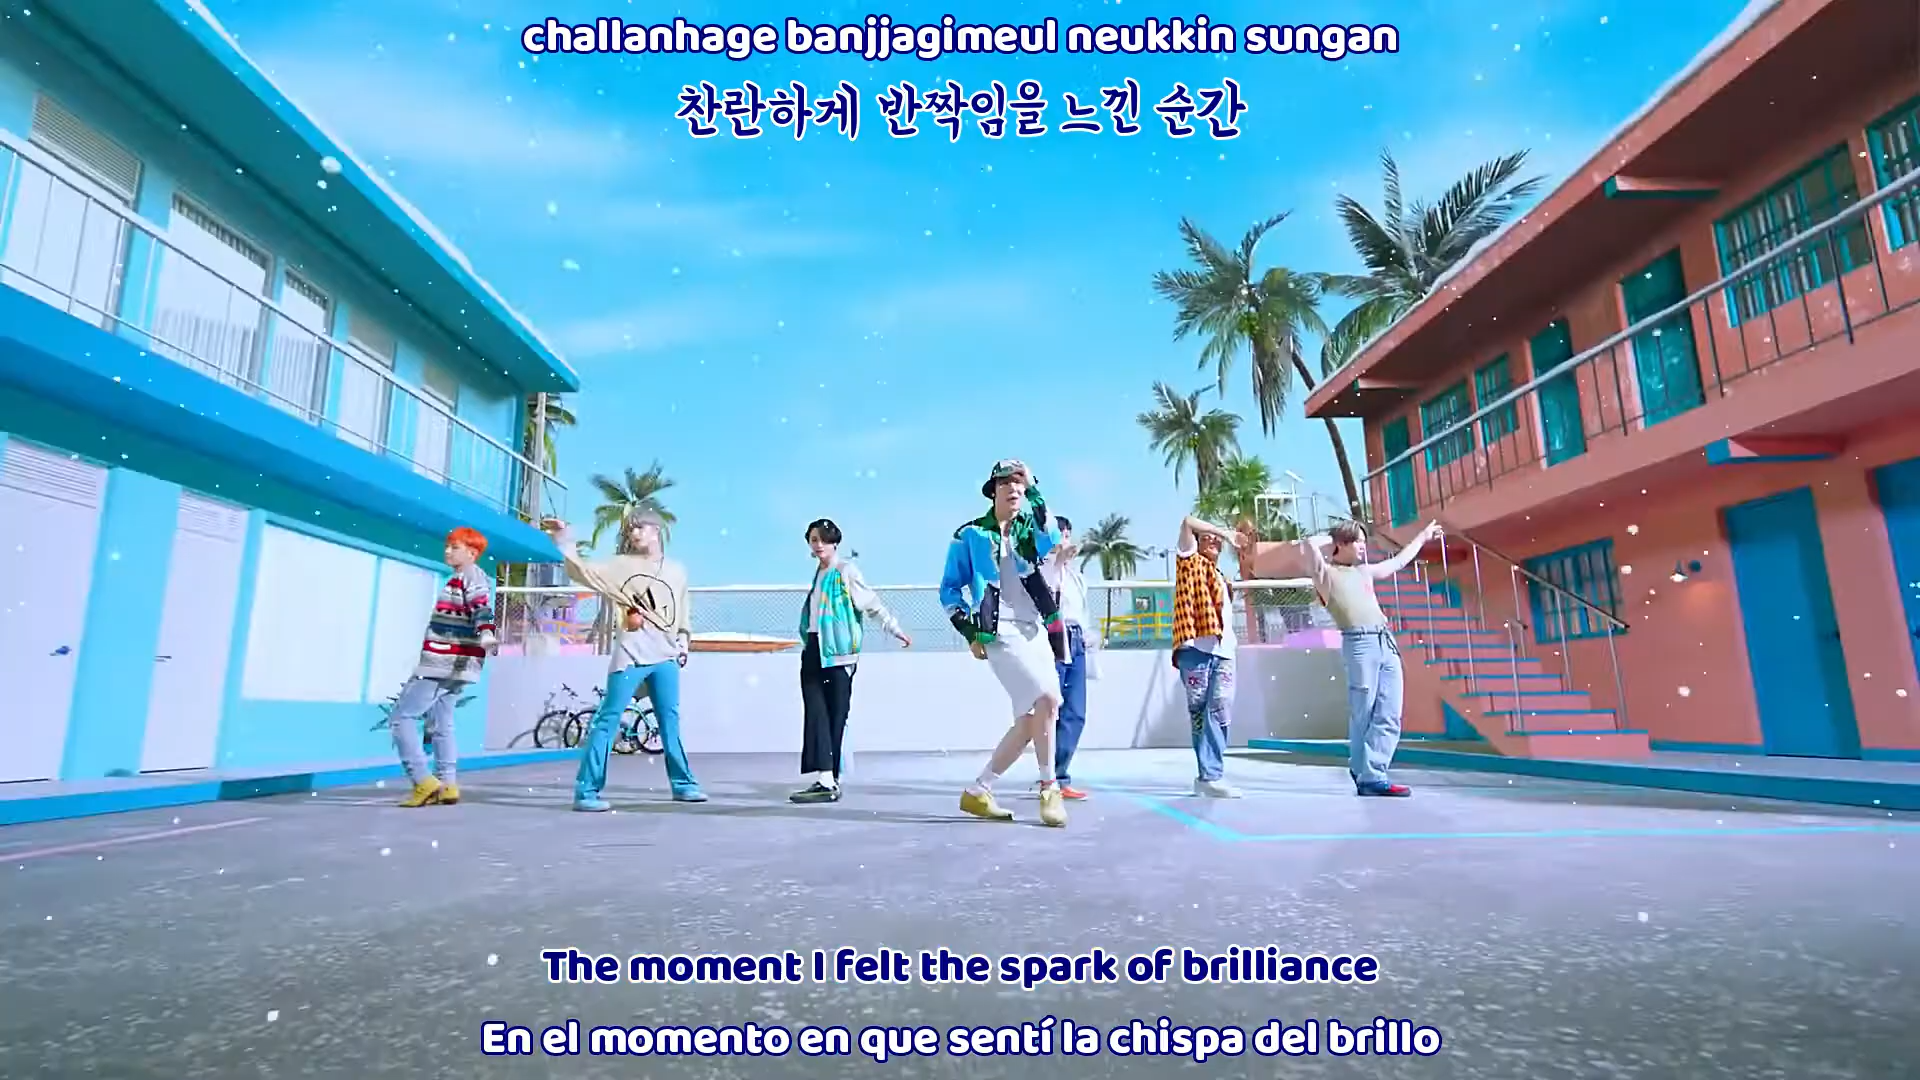 challanhage banjjagimeul neukkin sungan
찬란하게 반짝임을 느낀 순간
The moment I felt the spark of brilliance
En el momento en que sentí la chispa del brillo